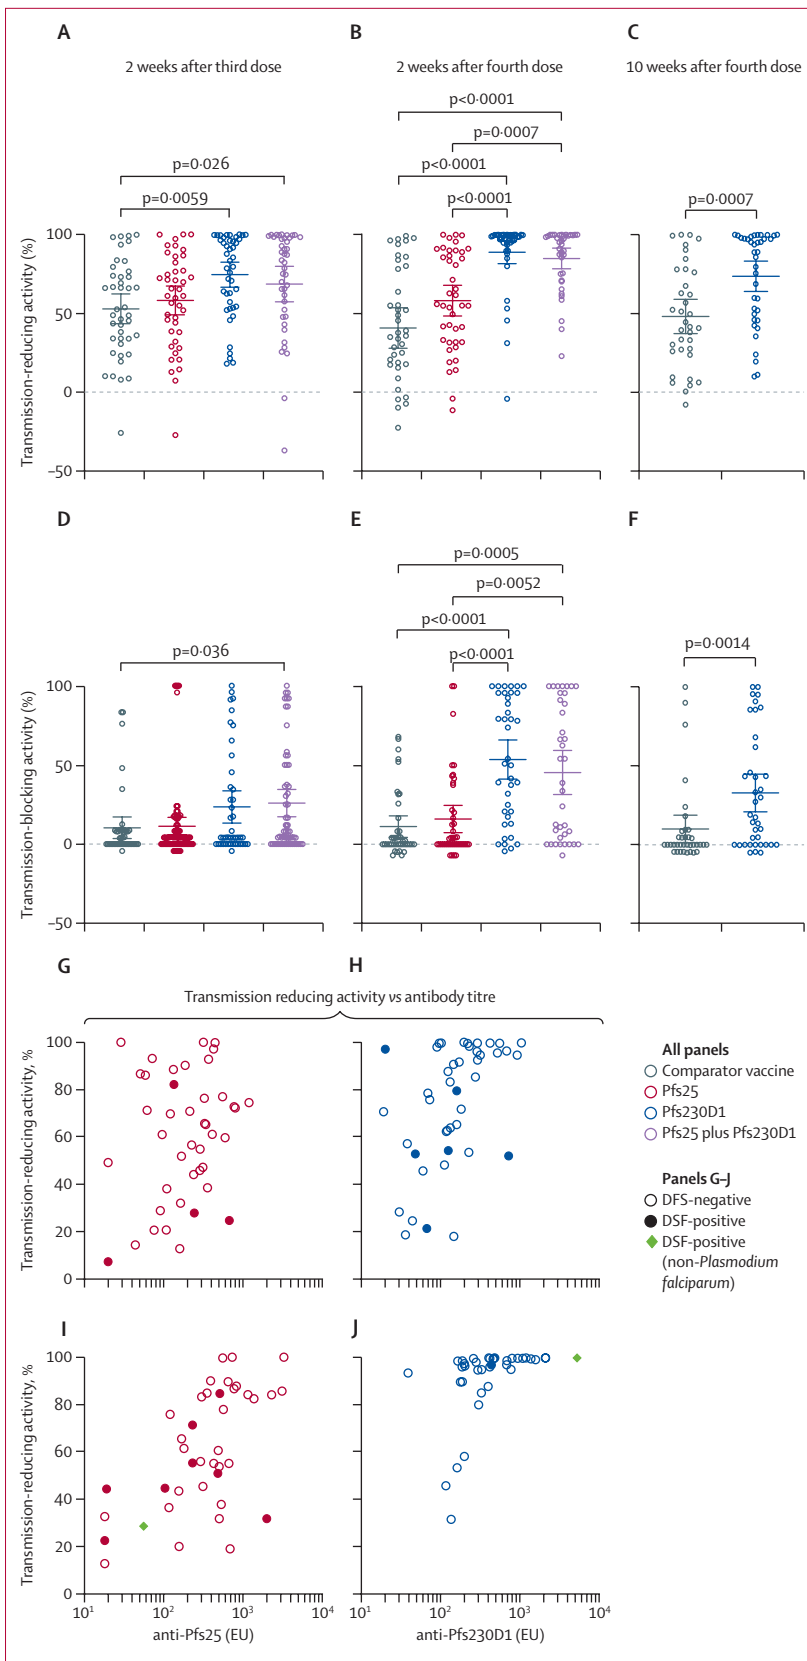 A
B
C
2 weeks after third dose
2 weeks after fourth dose
10 weeks after fourth dose
p<0·0001
p=0·0007
p=0·026
p<0·0001
p=0·0059
p<0·0001
p=0·0007
Transmission-reducing activity (%)
100
50
0
–50
D
E
F
p=0·0005
p=0·0052
p<0·0001
p=0·036
p<0·0001
p=0·0014
Transmission-blocking activity (%)
100
50
0
–50
G
H
Transmission reducing activity vs antibody titre
Transmission-reducing activity, %
100
80
60
40
20
0
All panels
Comparator vaccine
Pfs25
Pfs230D1
Pfs25 plus Pfs230D1
Panels G–J
DFS-negative
DSF-positive
DSF-positive
(non-Plasmodium
falciparum)
I
J
Transmission-reducing activity, %
100
80
60
40
20
0
10¹ 10² 10³ 10⁴
10¹ 10² 10³ 10⁴
anti-Pfs25 (EU)
anti-Pfs230D1 (EU)